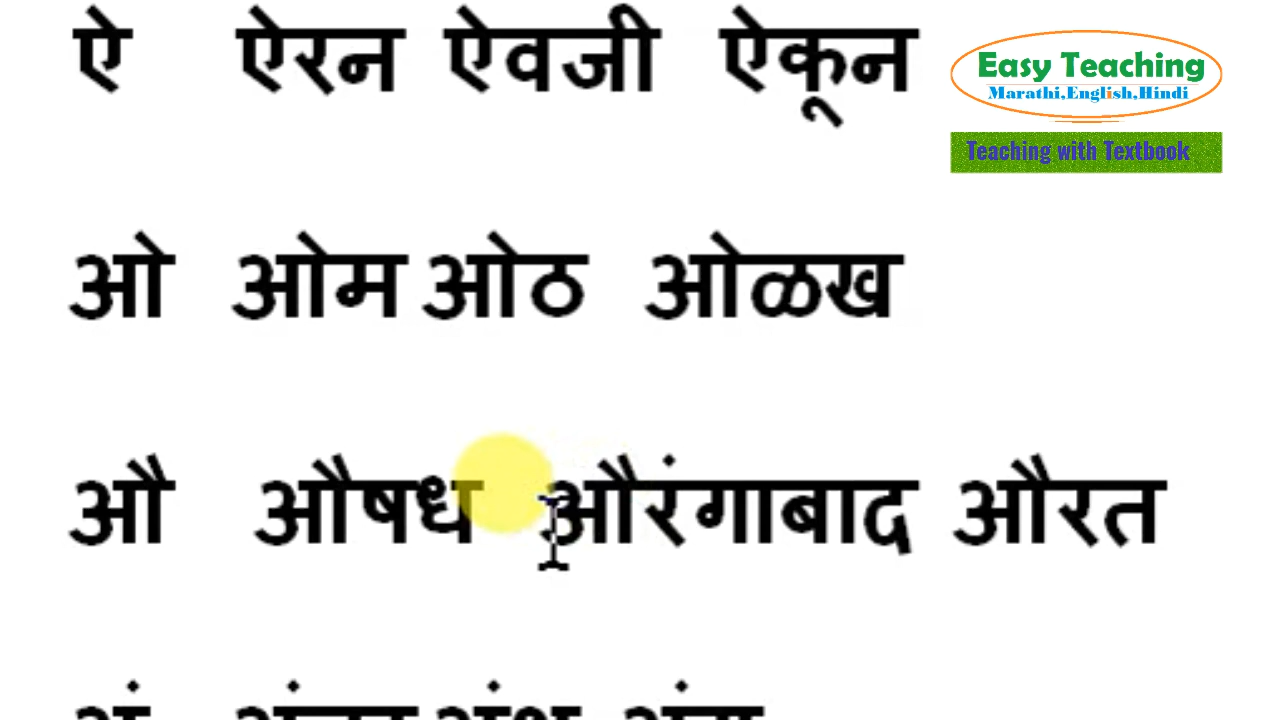 ऐ ऐरन ऐवजी ऐकून
Easy Teaching
Marathi,English,Hindi
Teaching with Textbook
ओ ओम ओठ ओळख
औ औषध औरंगाबाद औरत
अं